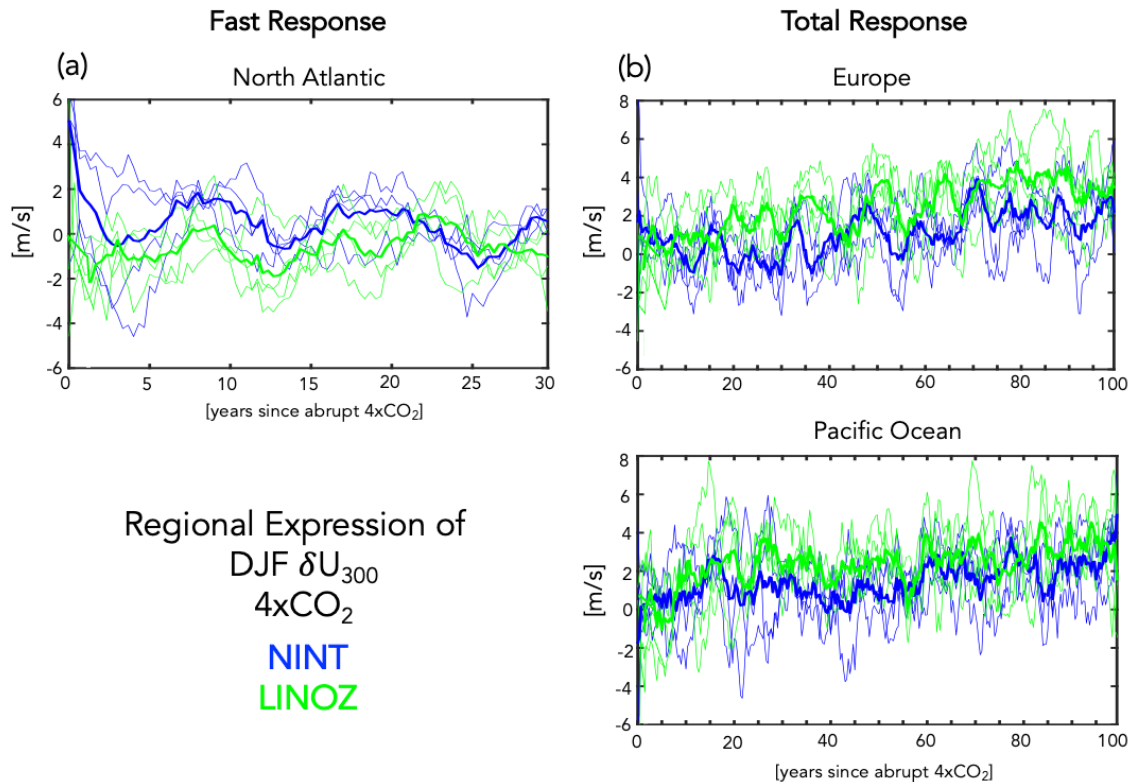 Fast Response
Total Response
(a)
North Atlantic
6
4
2
0
-2
-4
-6
[m/s]
0 5 10 15 20 25 30
[years since abrupt 4xCO₂]
(b)
Europe
8
6
4
2
0
-2
-4
-6
[m/s]
0 20 40 60 80 100
Pacific Ocean
8
6
4
2
0
-2
-4
-6
[m/s]
0 20 40 60 80 100
[years since abrupt 4xCO₂]
Regional Expression of
DJF δU₃₀₀
4xCO₂
NINT
LINOZ